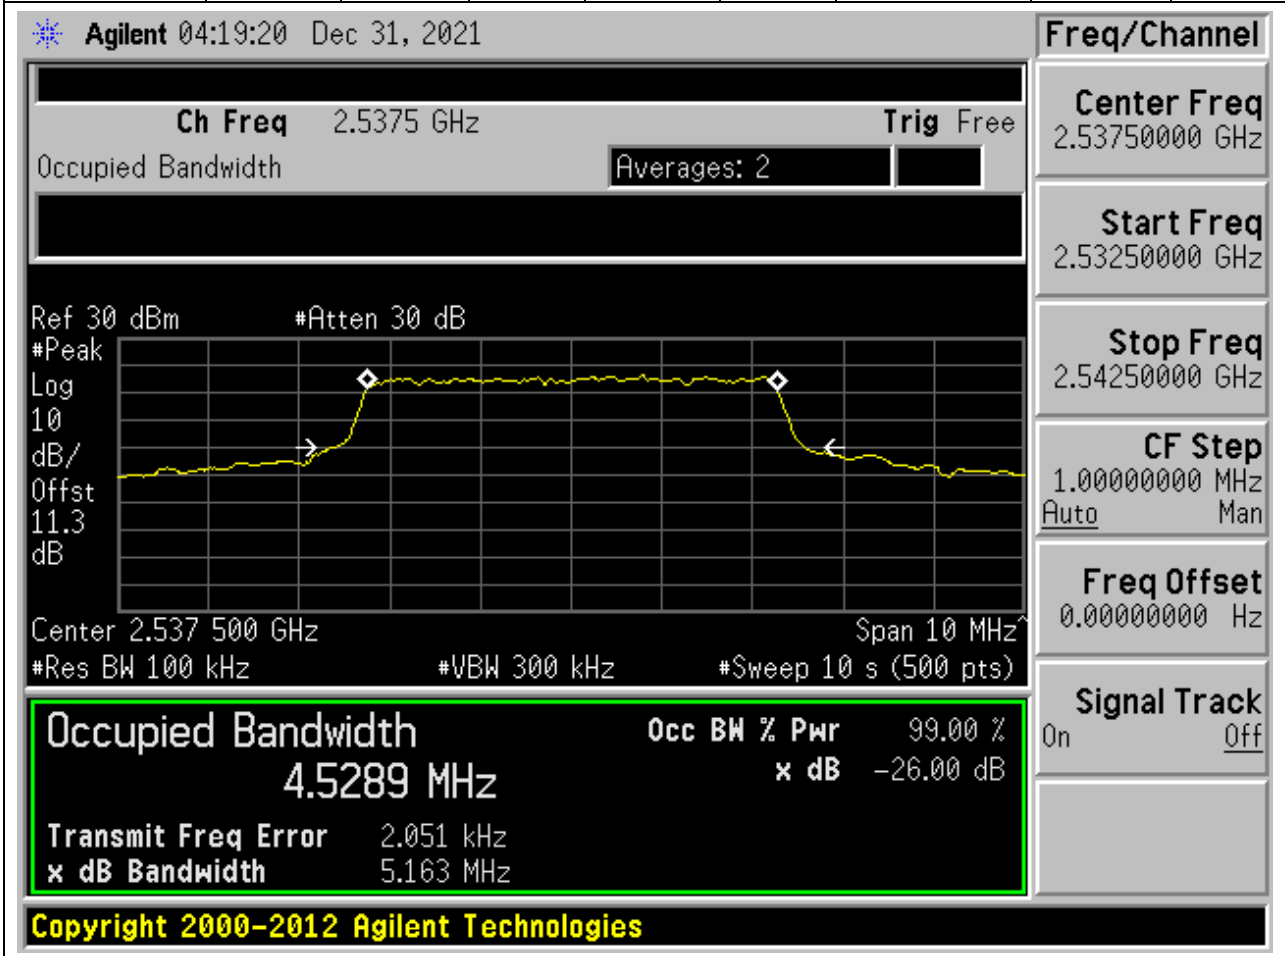 Agilent 04:19:20 Dec 31, 2021
Freq/Channel
Ch Freq 2.5375 GHz Trig Free
Occupied Bandwidth Averages: 2
Center Freq
2.53750000 GHz
Start Freq
2.53250000 GHz
Stop Freq
2.54250000 GHz
CF Step
1.00000000 MHz
Auto Man
Freq Offset
0.00000000 Hz
Signal Track
On Off
Ref 30 dBm #Atten 30 dB
#Peak
Log
10
dB/
Offst
11.3
dB
Center 2.537 500 GHz Span 10 MHz^
#Res BW 100 kHz #VBW 300 kHz #Sweep 10 s (500 pts)
Occupied Bandwidth Occ BW % Pwr 99.00 %
4.5289 MHz x dB -26.00 dB
Transmit Freq Error 2.051 kHz
x dB Bandwidth 5.163 MHz
Copyright 2000-2012 Agilent Technologies